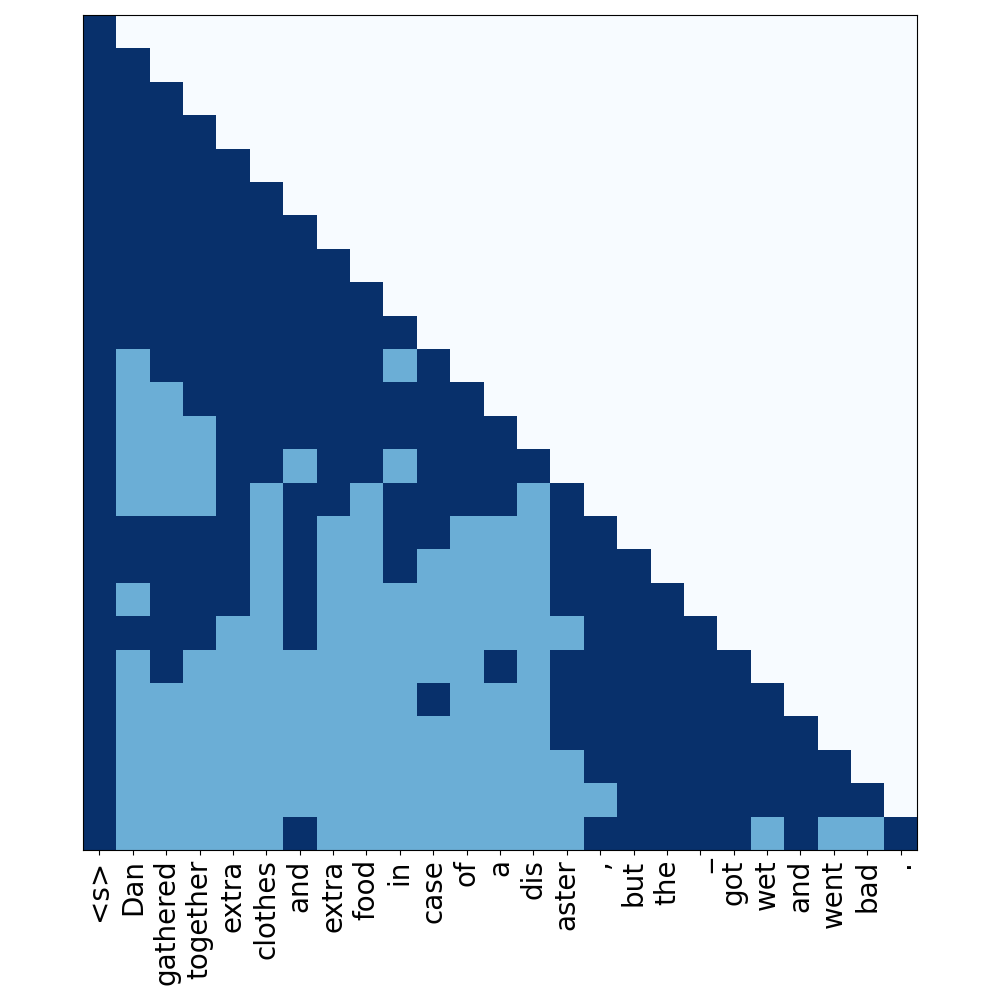 <s>
Dan
gathered
together
extra
clothes
and
extra
food
in
case
of
a
dis
aster
,
but
the
_
got
wet
and
went
bad
.